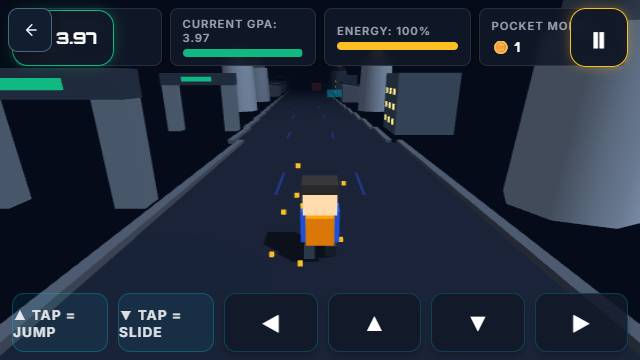 3.97
CURRENT GPA:
3.97
ENERGY: 100%
POCKET MO
1
▲ TAP =
JUMP
▼ TAP =
SLIDE